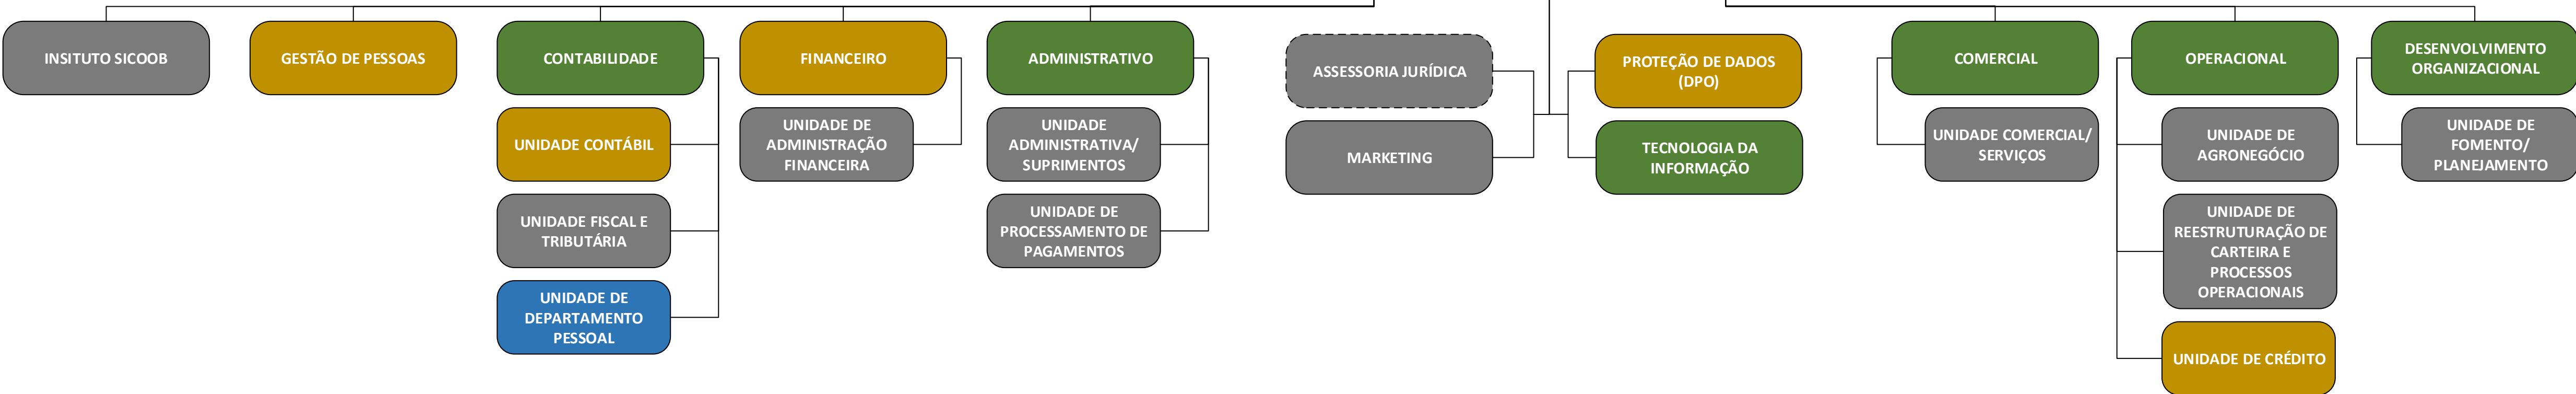 INSITUTO SICOOB
GESTÃO DE PESSOAS
CONTABILIDADE
UNIDADE CONTÁBIL
UNIDADE FISCAL E
TRIBUTÁRIA
UNIDADE DE
DEPARTAMENTO
PESSOAL
FINANCEIRO
UNIDADE DE
ADMINISTRAÇÃO
FINANCEIRA
ADMINISTRATIVO
UNIDADE
ADMINISTRATIVA/
SUPRIMENTOS
UNIDADE DE
PROCESSAMENTO DE
PAGAMENTOS
ASSESSORIA JURÍDICA
MARKETING
PROTEÇÃO DE DADOS
(DPO)
TECNOLOGIA DA
INFORMAÇÃO
COMERCIAL
UNIDADE COMERCIAL/
SERVIÇOS
OPERACIONAL
UNIDADE DE
AGRONEGÓCIO
UNIDADE DE
REESTRUTURAÇÃO DE
CARTEIRA E
PROCESSOS
OPERACIONAIS
UNIDADE DE CRÉDITO
DESENVOLVIMENTO
ORGANIZACIONAL
UNIDADE DE
FOMENTO/
PLANEJAMENTO